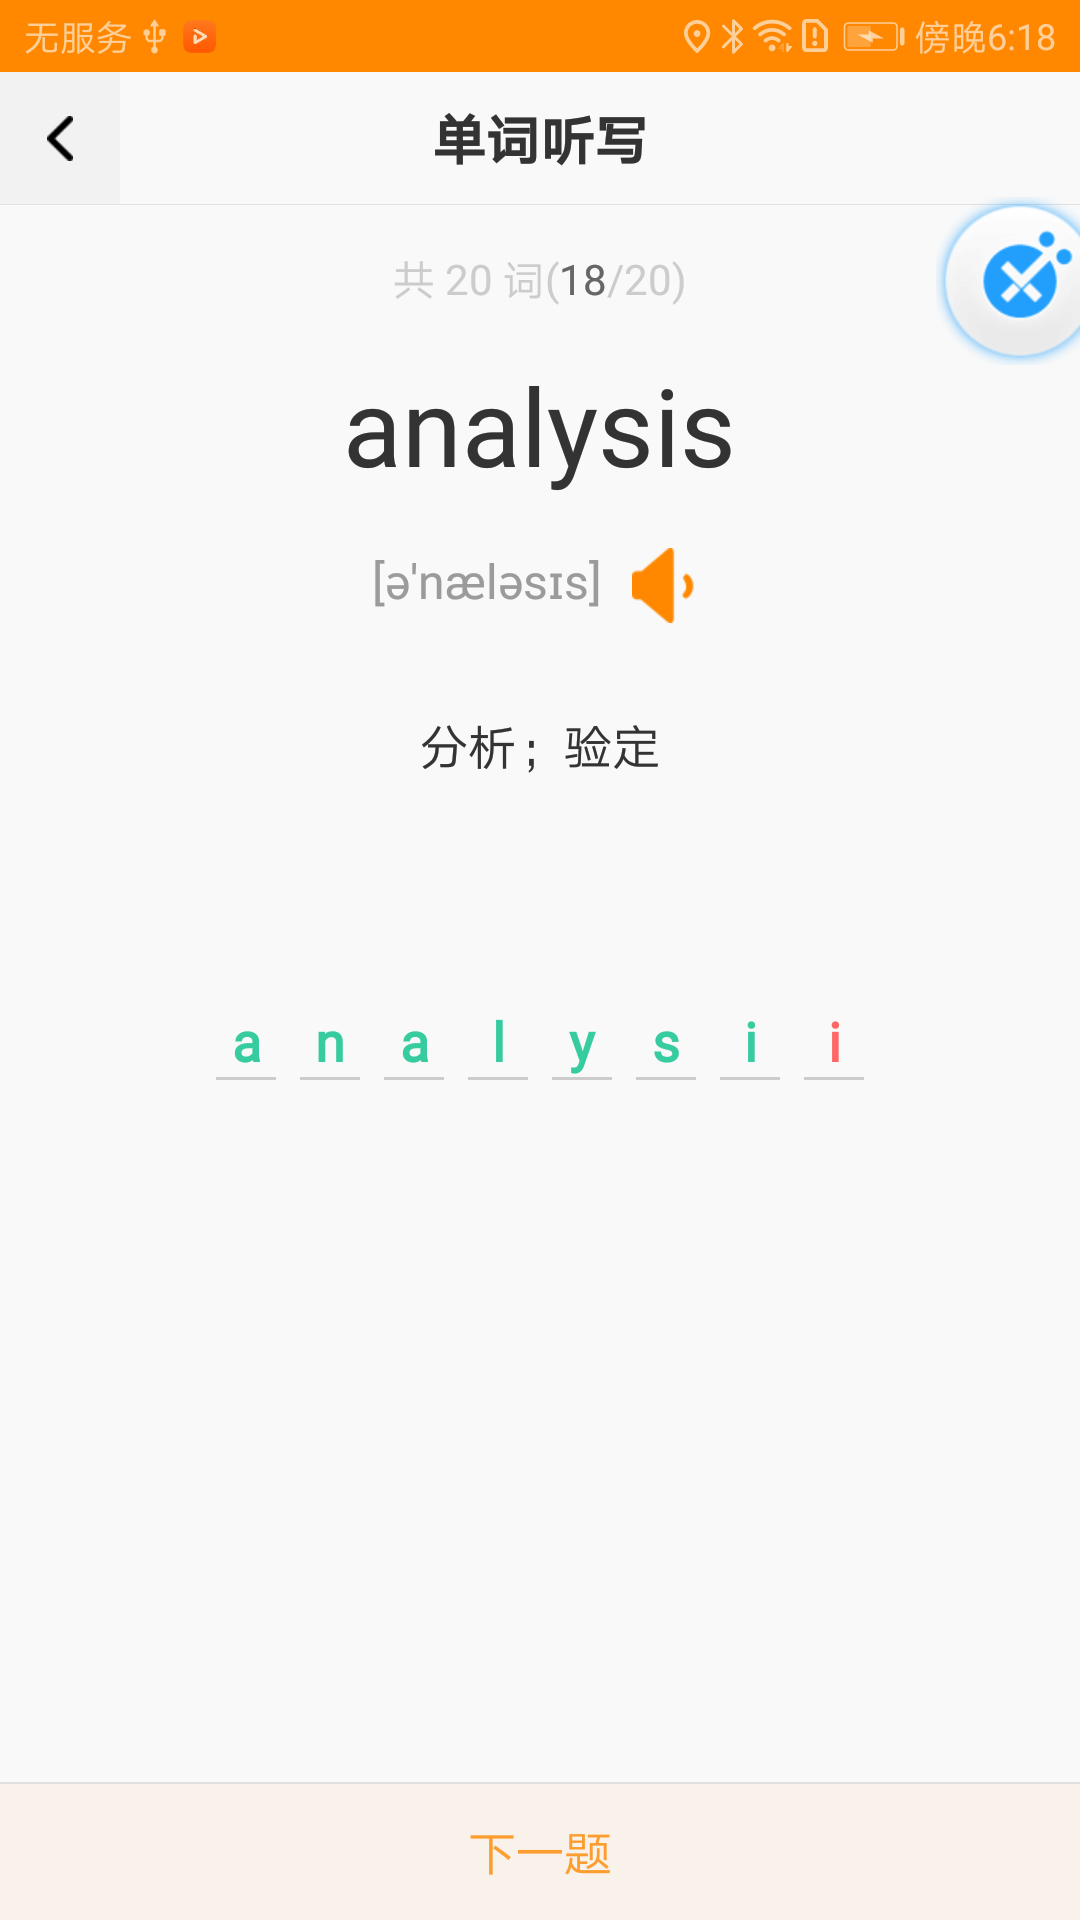 无服务 傍晚6:18
单词听写
共 20 词(18/20)
analysis
[ə'næləsɪs]
分析；验定
a n a l y s i i
下一题